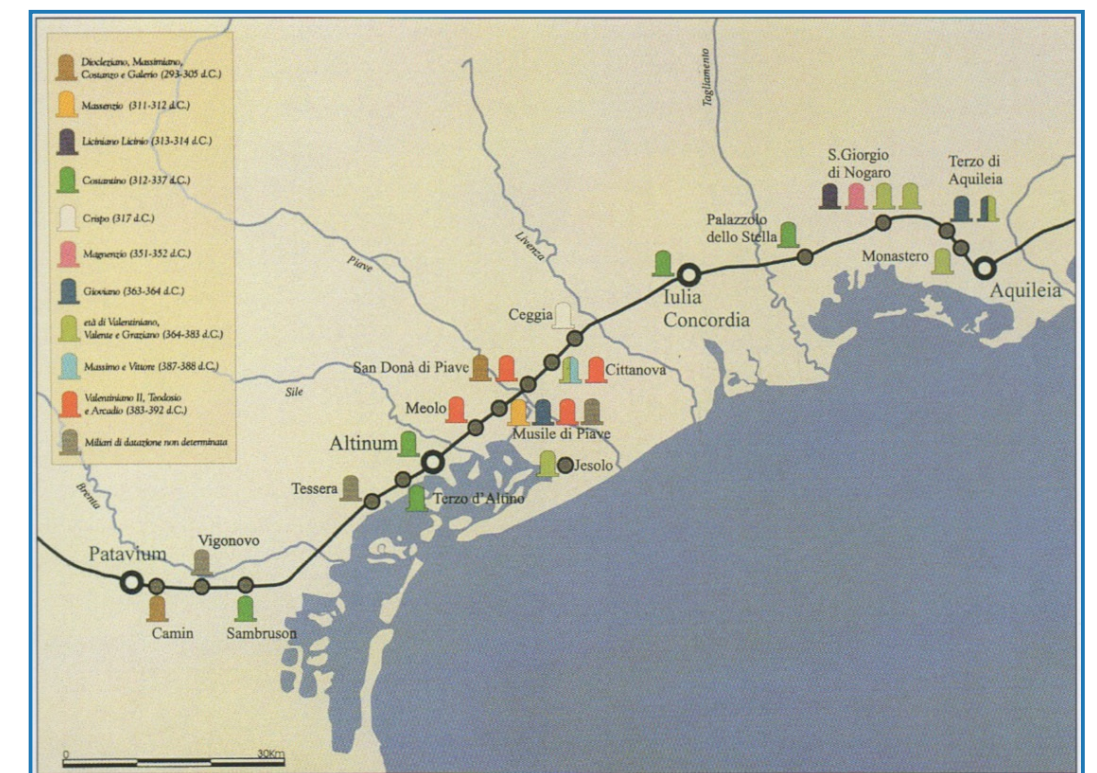 Diocleziano, Massimiano,
Costanzo e Galerio (293-305 d.C.)
Massenzio (311-312 d.C.)
Liciniano Licinio (313-314 d.C.)
Costantino (312-337 d.C.)
Crispo (317 d.C.)
Magnenzio (351-352 d.C.)
Gioviano (363-364 d.C.)
età di Valentiniano,
Valente e Graziano (364-383 d.C.)
Massimo e Vittore (387-388 d.C.)
Valentiniano II, Teodosio
e Arcadio (383-392 d.C.)
Miliari di datazione non determinata
Tagliamento
S.Giorgio
di Nogaro
Terzo di
Aquileia
Palazzolo
dello Stella
Livenza
Piave
Monastero
Aquileia
Iulia
Concordia
Ceggia
San Donà di Piave
Cittanova
Sile
Meolo
Musile di Piave
Altinum
Jesolo
Tessera
Terzo d'Altino
Brenta
Vigonovo
Patavium
Camin
Sambruson
0
30Km